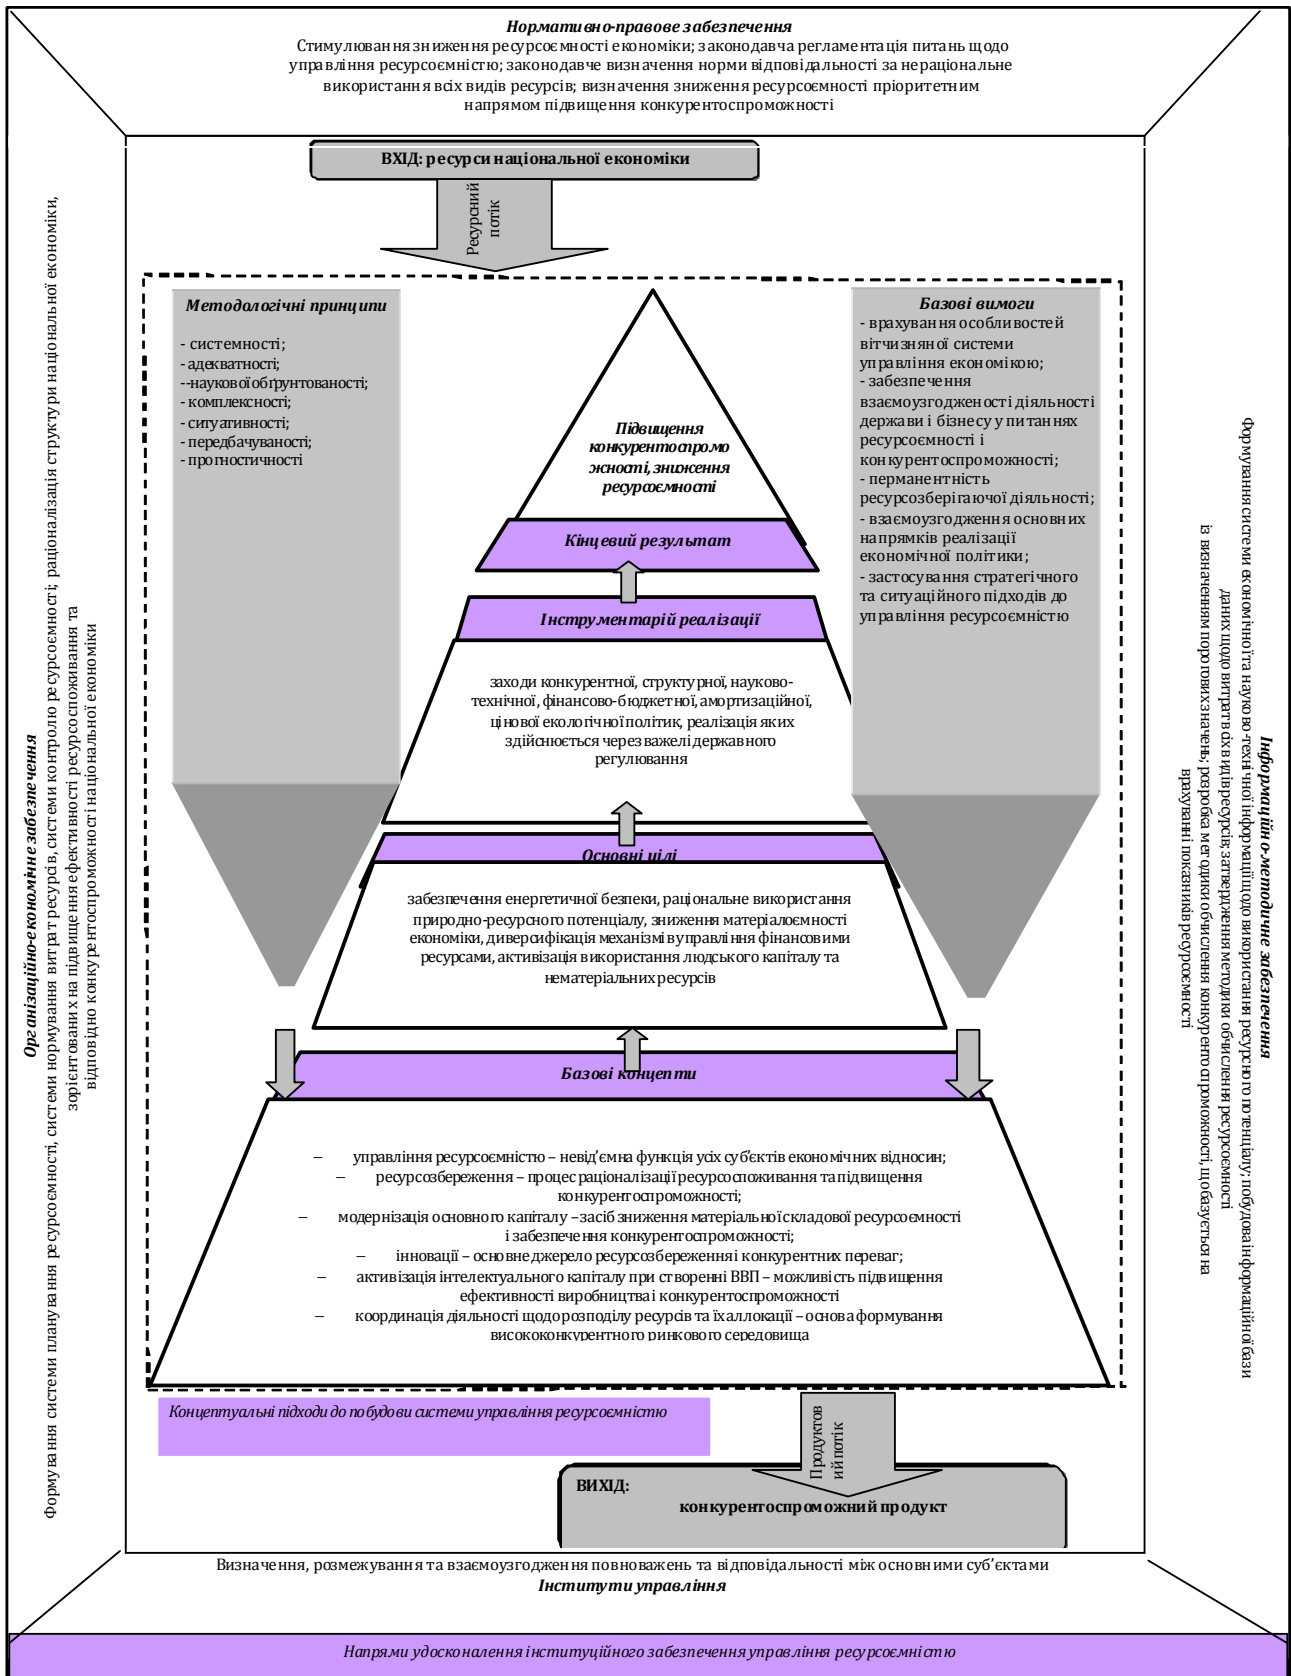 Нормативно-правове забезпечення
Стимулювання зниження ресурсоємності економіки; законодавча регламентація питань щодо
управління ресурсоємністю; законодавче визначення норми відповідальності за нераціональне
використання всіх видів ресурсів; визначення зниження ресурсоємності пріоритетним
напрямом підвищення конкурентоспроможності
ВХІД: ресурси національної економіки
Ресурсний
потік
Організаційно-економічне забезпечення
Формування системи планування ресурсоємності, системи нормування витрат ресурсів, системи контролю ресурсоємності; раціоналізація структури національної економіки,
зорієнтованих на підвищення ефективності ресурсоспоживання та
відповідно конкурентоспроможності національної економіки
Методологічні принципи
- системності;
- адекватності;
--наукової обґрунтованості;
- комплексності;
- ситуативності;
- передбачуваності;
- прогностичності
Підвищення
конкурентоспромо
жності, зниження
ресурсоємності
Кінцевий результат
Інструментарій реалізації
заходи конкурентної, структурної, науково-
технічної, фінансово-бюджетної, амортизаційної,
цінової екологічної політик, реалізація яких
здійснюється через важелі державного
регулювання
Основні цілі
забезпечення енергетичної безпеки, раціональне використання
природно-ресурсного потенціалу, зниження матеріалоємності
економіки, диверсифікація механізмів управління фінансовими
ресурсами, активізація використання людського капіталу та
нематеріальних ресурсів
Базові концепти
– управління ресурсоємністю – невід’ємна функція усіх суб’єктів економічних відносин;
– ресурсозбереження – процес раціоналізації ресурсоспоживання та підвищення
конкурентоспроможності;
– модернізація основного капіталу – засіб зниження матеріальної складової ресурсоємності
і забезпечення конкурентоспроможності;
– інновації – основне джерело ресурсозбереження і конкурентних переваг;
– активізація інтелектуального капіталу при створенні ВВП – можливість підвищення
ефективності виробництва і конкурентоспроможності
– координація діяльності щодо розподілу ресурсів та їх аллокації – основа формування
висококонкурентного ринкового середовища
Базові вимоги
- врахування особливостей
вітчизняної системи
управління економікою;
- забезпечення
взаємоузгодженості діяльності
держави і бізнесу у питаннях
ресурсоємності і
конкурентоспроможності;
- перманентність
ресурсозберігаючої діяльності;
- взаємоузгодження основних
напрямків реалізації
економічної політики;
- застосування стратегічного
та ситуаційного підходів до
управління ресурсоємністю
Інформаційно-методичне забезпечення
Формування системи економічної та науково-технічної інформації щодо використання ресурсного потенціалу; побудова інформаційної бази
даних щодо витрат всіх видів ресурсів; затвердження методики обчислення ресурсоємності
із визначенням порогових значень; розробка методики обчислення конкурентоспроможності, що базується на
врахуванні показників ресурсоємності
Концептуальні підходи до побудови системи управління ресурсоємністю
Продуктов
ий потік
ВИХІД:
конкурентоспроможний продукт
Визначення, розмежування та взаємоузгодження повноважень та відповідальності між основними суб’єктами
Інститути управління
Напрями удосконалення інституційного забезпечення управління ресурсоємністю